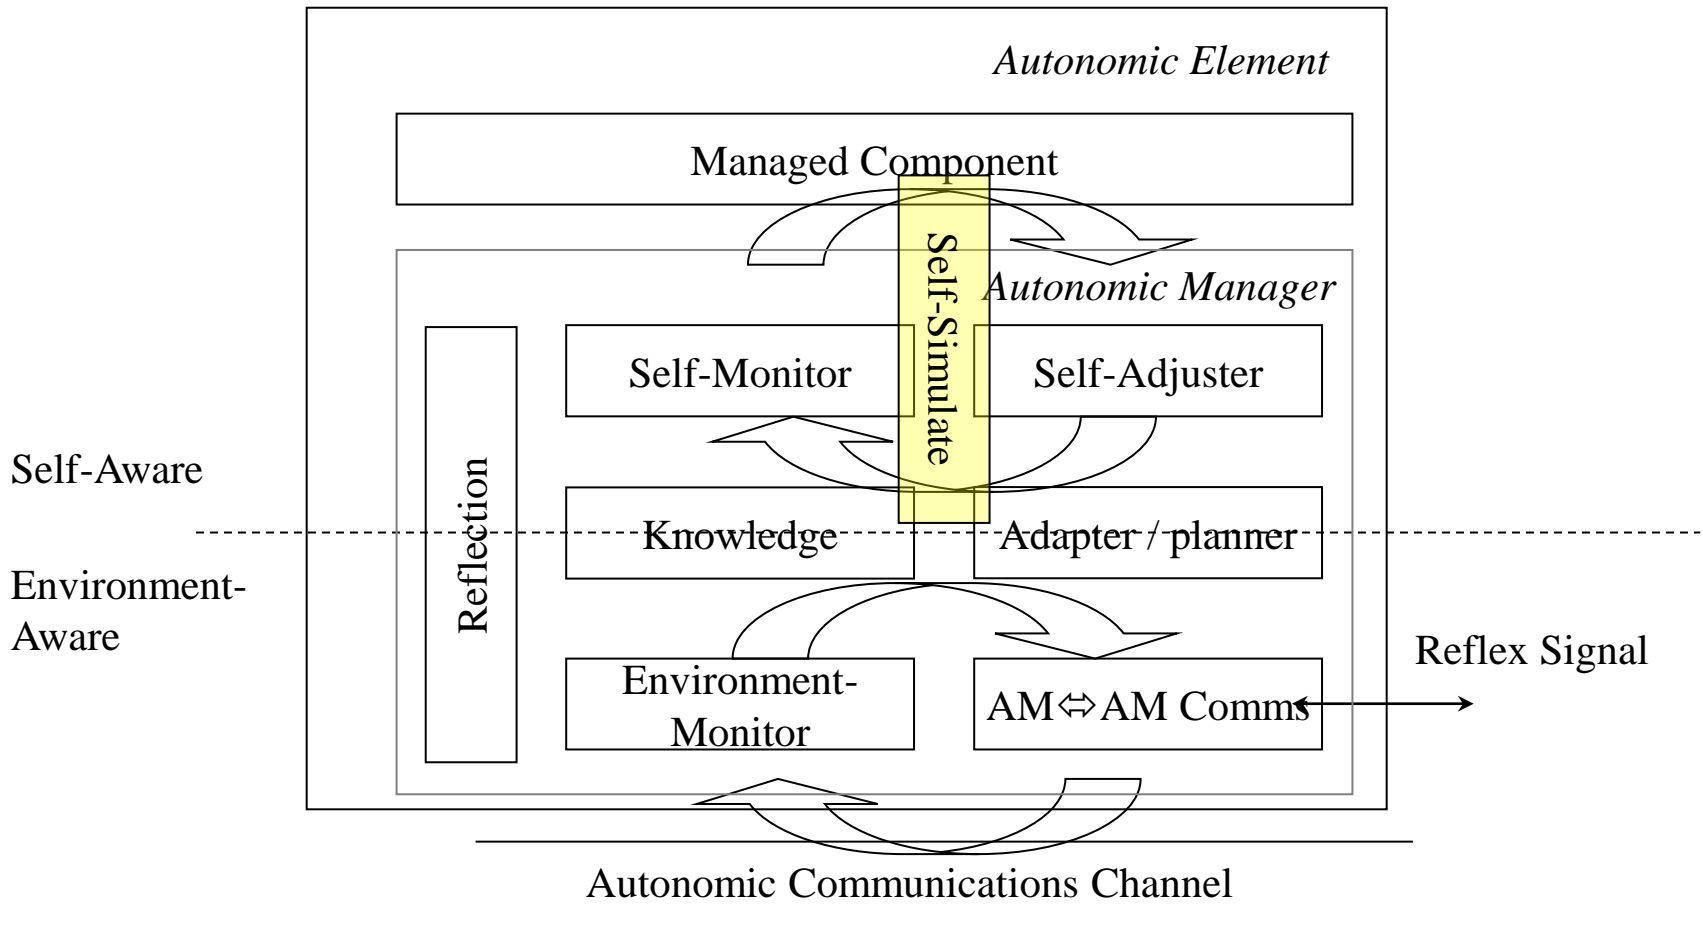 Autonomic Element
Managed Component
Self-Simulate
Autonomic Manager
Self-Monitor
Self-Adjuster
Self-Aware
Reflection
Knowledge
Adapter / planner
Environment-
Aware
Environment-
Monitor
AM⬄AM Comms
Reflex Signal
Autonomic Communications Channel